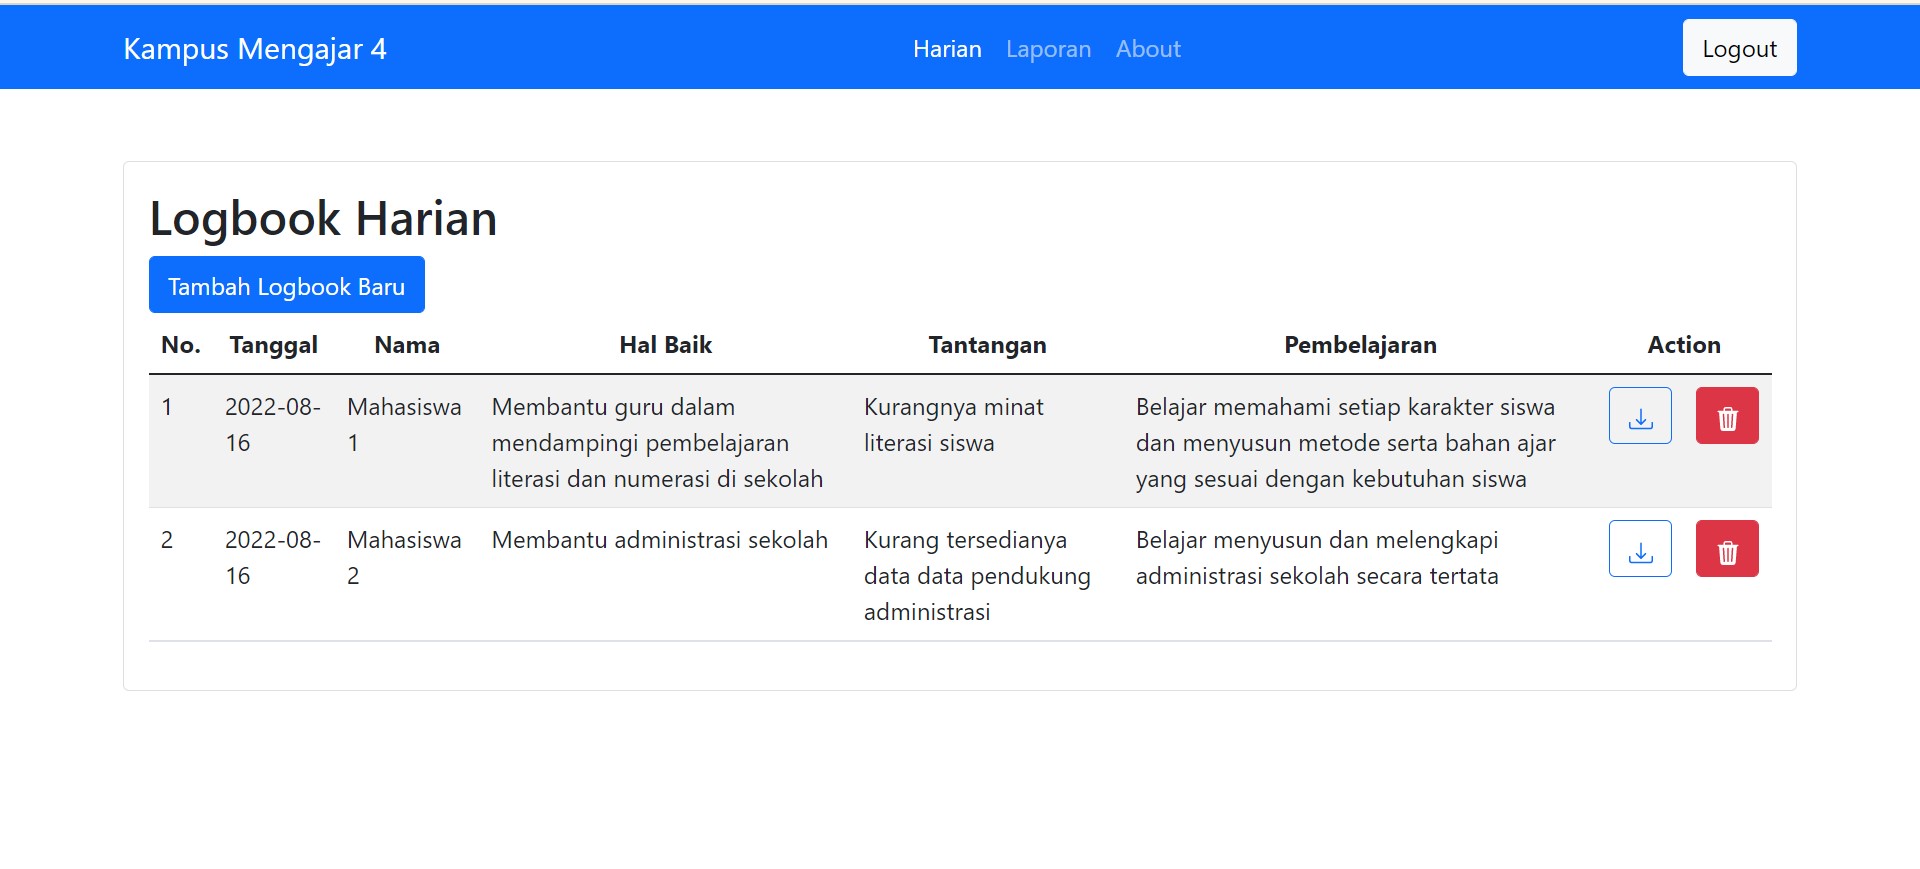 Kampus Mengajar 4 Harian Laporan About Logout
Logbook Harian
Tambah Logbook Baru
No. Tanggal Nama Hal Baik Tantangan Pembelajaran Action
1 2022-08- Mahasiswa Membantu guru dalam Kurangnya minat Belajar memahami setiap karakter siswa
16 1 mendampingi pembelajaran literasi siswa dan menyusun metode serta bahan ajar
literasi dan numerasi di sekolah yang sesuai dengan kebutuhan siswa
2 2022-08- Mahasiswa Membantu administrasi sekolah Kurang tersedianya Belajar menyusun dan melengkapi
16 2 data data pendukung administrasi sekolah secara tertata
administrasi